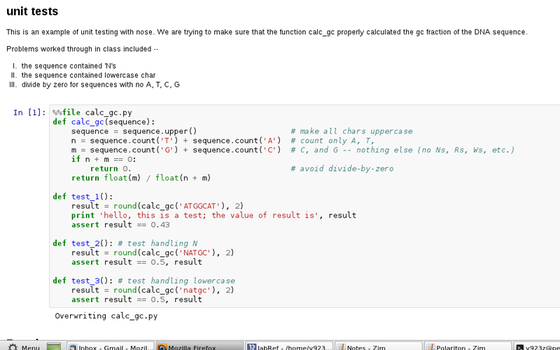 unit tests
This is an example of unit testing with nose. We are trying to make sure that the function calc_gc properly calculated the gc fraction of the DNA sequence.
Problems worked through in class included --
I. the sequence contained 'N's
II. the sequence contained lowercase char
III. divide by zero for sequences with no A, T, C, G
In [1]: %%file calc_gc.py
def calc_gc(sequence):
    sequence = sequence.upper()                    # make all chars uppercase
    n = sequence.count('T') + sequence.count('A')  # count only A, T,
    m = sequence.count('G') + sequence.count('C')  # C, and G -- nothing else (no Ns, Rs, Ws, etc.)
    if n + m == 0:
        return 0.                                  # avoid divide-by-zero
    return float(m) / float(n + m)
def test_1():
    result = round(calc_gc('ATGGCAT'), 2)
    print 'hello, this is a test; the value of result is', result
    assert result == 0.43
def test_2(): # test handling N
    result = round(calc_gc('NATGC'), 2)
    assert result == 0.5, result
def test_3(): # test handling lowercase
    result = round(calc_gc('natgc'), 2)
    assert result == 0.5, result
Overwriting calc_gc.py
Menu Inbox - Gmail - Mozil... Mozilla Firefox labRef - /home/y923... Notes - Zim Polariton - Zim